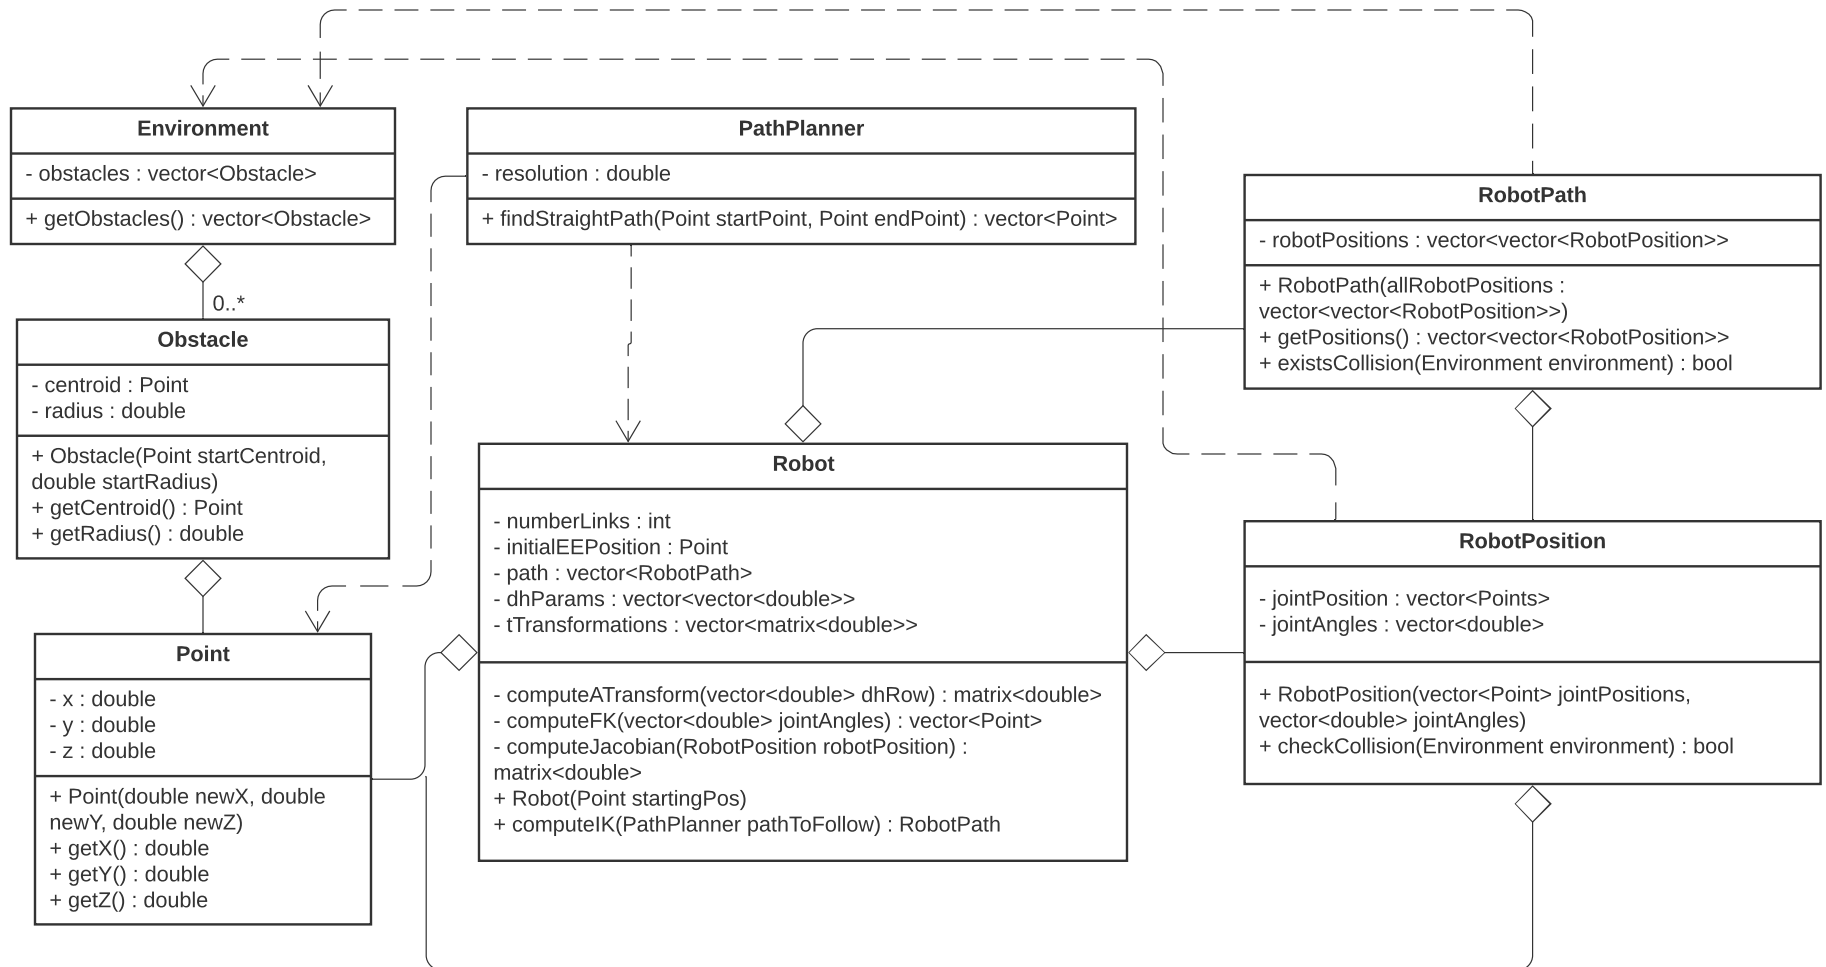 Environment
- obstacles : vector<Obstacle>
+ getObstacles() : vector<Obstacle>
0..*
Obstacle
- centroid : Point
- radius : double
+ Obstacle(Point startCentroid,
double startRadius)
+ getCentroid() : Point
+ getRadius() : double
Point
- x : double
- y : double
- z : double
+ Point(double newX, double
newY, double newZ)
+ getX() : double
+ getY() : double
+ getZ() : double
PathPlanner
- resolution : double
+ findStraightPath(Point startPoint, Point endPoint) : vector<Point>
Robot
- numberLinks : int
- initialEEPosition : Point
- path : vector<RobotPath>
- dhParams : vector<vector<double>>
- tTransformations : vector<matrix<double>>
- computeATransform(vector<double> dhRow) : matrix<double>
- computeFK(vector<double> jointAngles) : vector<Point>
- computeJacobian(RobotPosition robotPosition) :
matrix<double>
+ Robot(Point startingPos)
+ computeIK(PathPlanner pathToFollow) : RobotPath
RobotPath
- robotPositions : vector<vector<RobotPosition>>
+ RobotPath(allRobotPositions :
vector<vector<RobotPosition>>)
+ getPositions() : vector<vector<RobotPosition>>
+ existsCollision(Environment environment) : bool
RobotPosition
- jointPosition : vector<Points>
- jointAngles : vector<double>
+ RobotPosition(vector<Point> jointPositions,
vector<double> jointAngles)
+ checkCollision(Environment environment) : bool